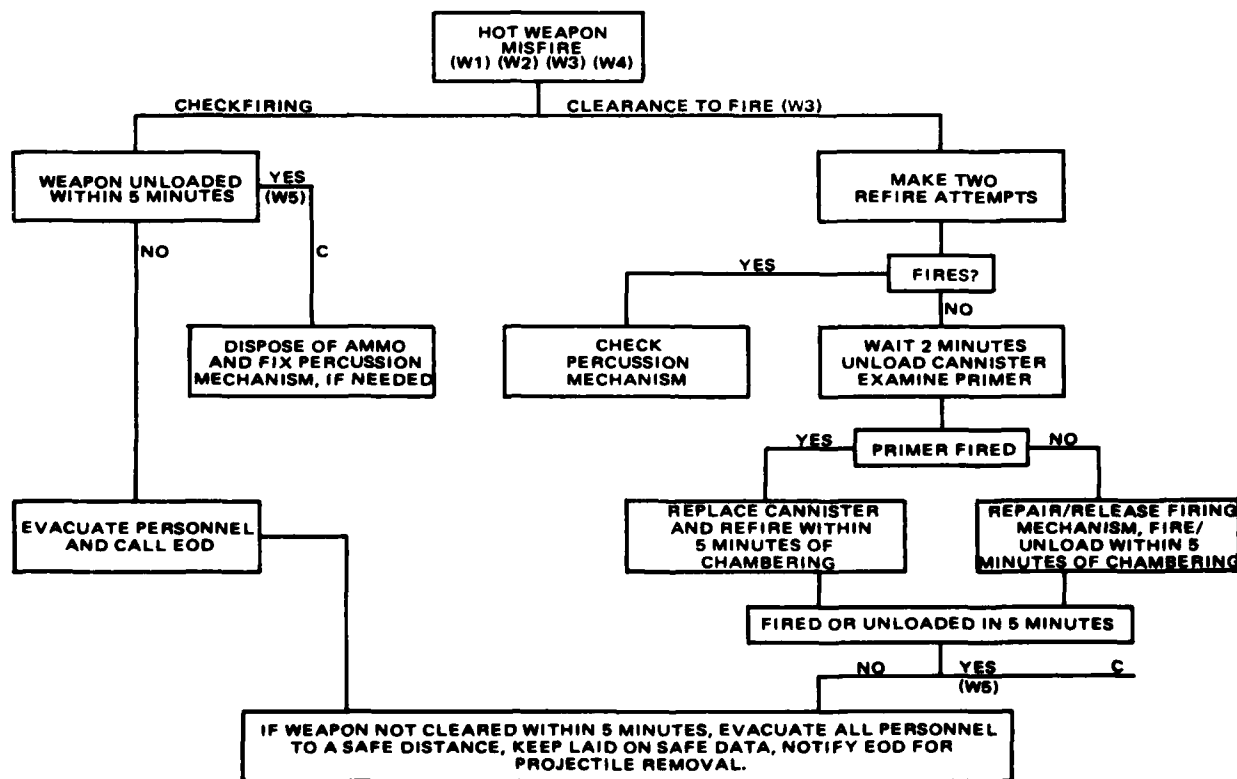 HOT WEAPON
MISFIRE
(W1) (W2) (W3) (W4)
CHECKFIRING
CLEARANCE TO FIRE (W3)
WEAPON UNLOADED
WITHIN 5 MINUTES
YES
(W5)
MAKE TWO
REFIRE ATTEMPTS
NO
C
YES
FIRES?
NO
DISPOSE OF AMMO
AND FIX PERCUSSION
MECHANISM, IF NEEDED
CHECK
PERCUSSION
MECHANISM
WAIT 2 MINUTES
UNLOAD CANNISTER
EXAMINE PRIMER
YES
PRIMER FIRED
NO
EVACUATE PERSONNEL
AND CALL EOD
REPLACE CANNISTER
AND REFIRE WITHIN
5 MINUTES OF
CHAMBERING
REPAIR/RELEASE FIRING
MECHANISM, FIRE/
UNLOAD WITHIN 5
MINUTES OF CHAMBERING
FIRED OR UNLOADED IN 5 MINUTES
NO
YES
(W5)
C
IF WEAPON NOT CLEARED WITHIN 5 MINUTES, EVACUATE ALL PERSONNEL
TO A SAFE DISTANCE, KEEP LAID ON SAFE DATA, NOTIFY EOD FOR
PROJECTILE REMOVAL.